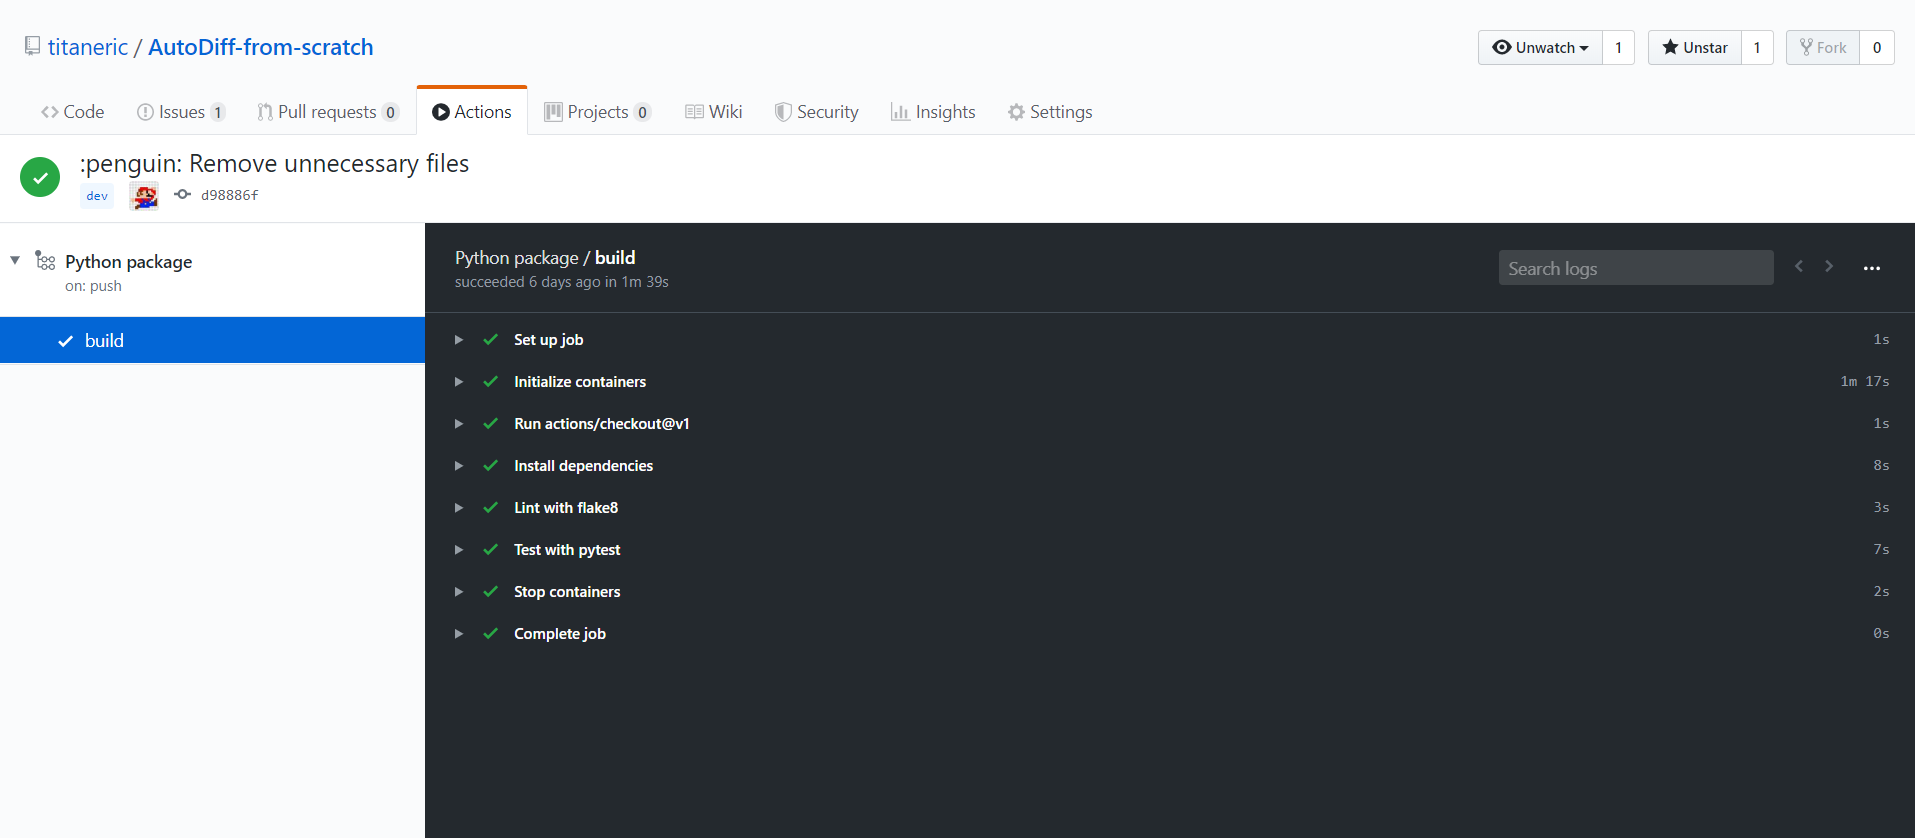 titaneric / AutoDiff-from-scratch
Unwatch 1 Unstar 1 Fork 0
Code Issues 1 Pull requests 0 Actions Projects 0 Wiki Security Insights Settings
:penguin: Remove unnecessary files
dev d98886f
Python package
on: push
build
Python package / build
succeeded 6 days ago in 1m 39s
Search logs
Set up job 1s
Initialize containers 1m 17s
Run actions/checkout@v1 1s
Install dependencies 8s
Lint with flake8 3s
Test with pytest 7s
Stop containers 2s
Complete job 0s